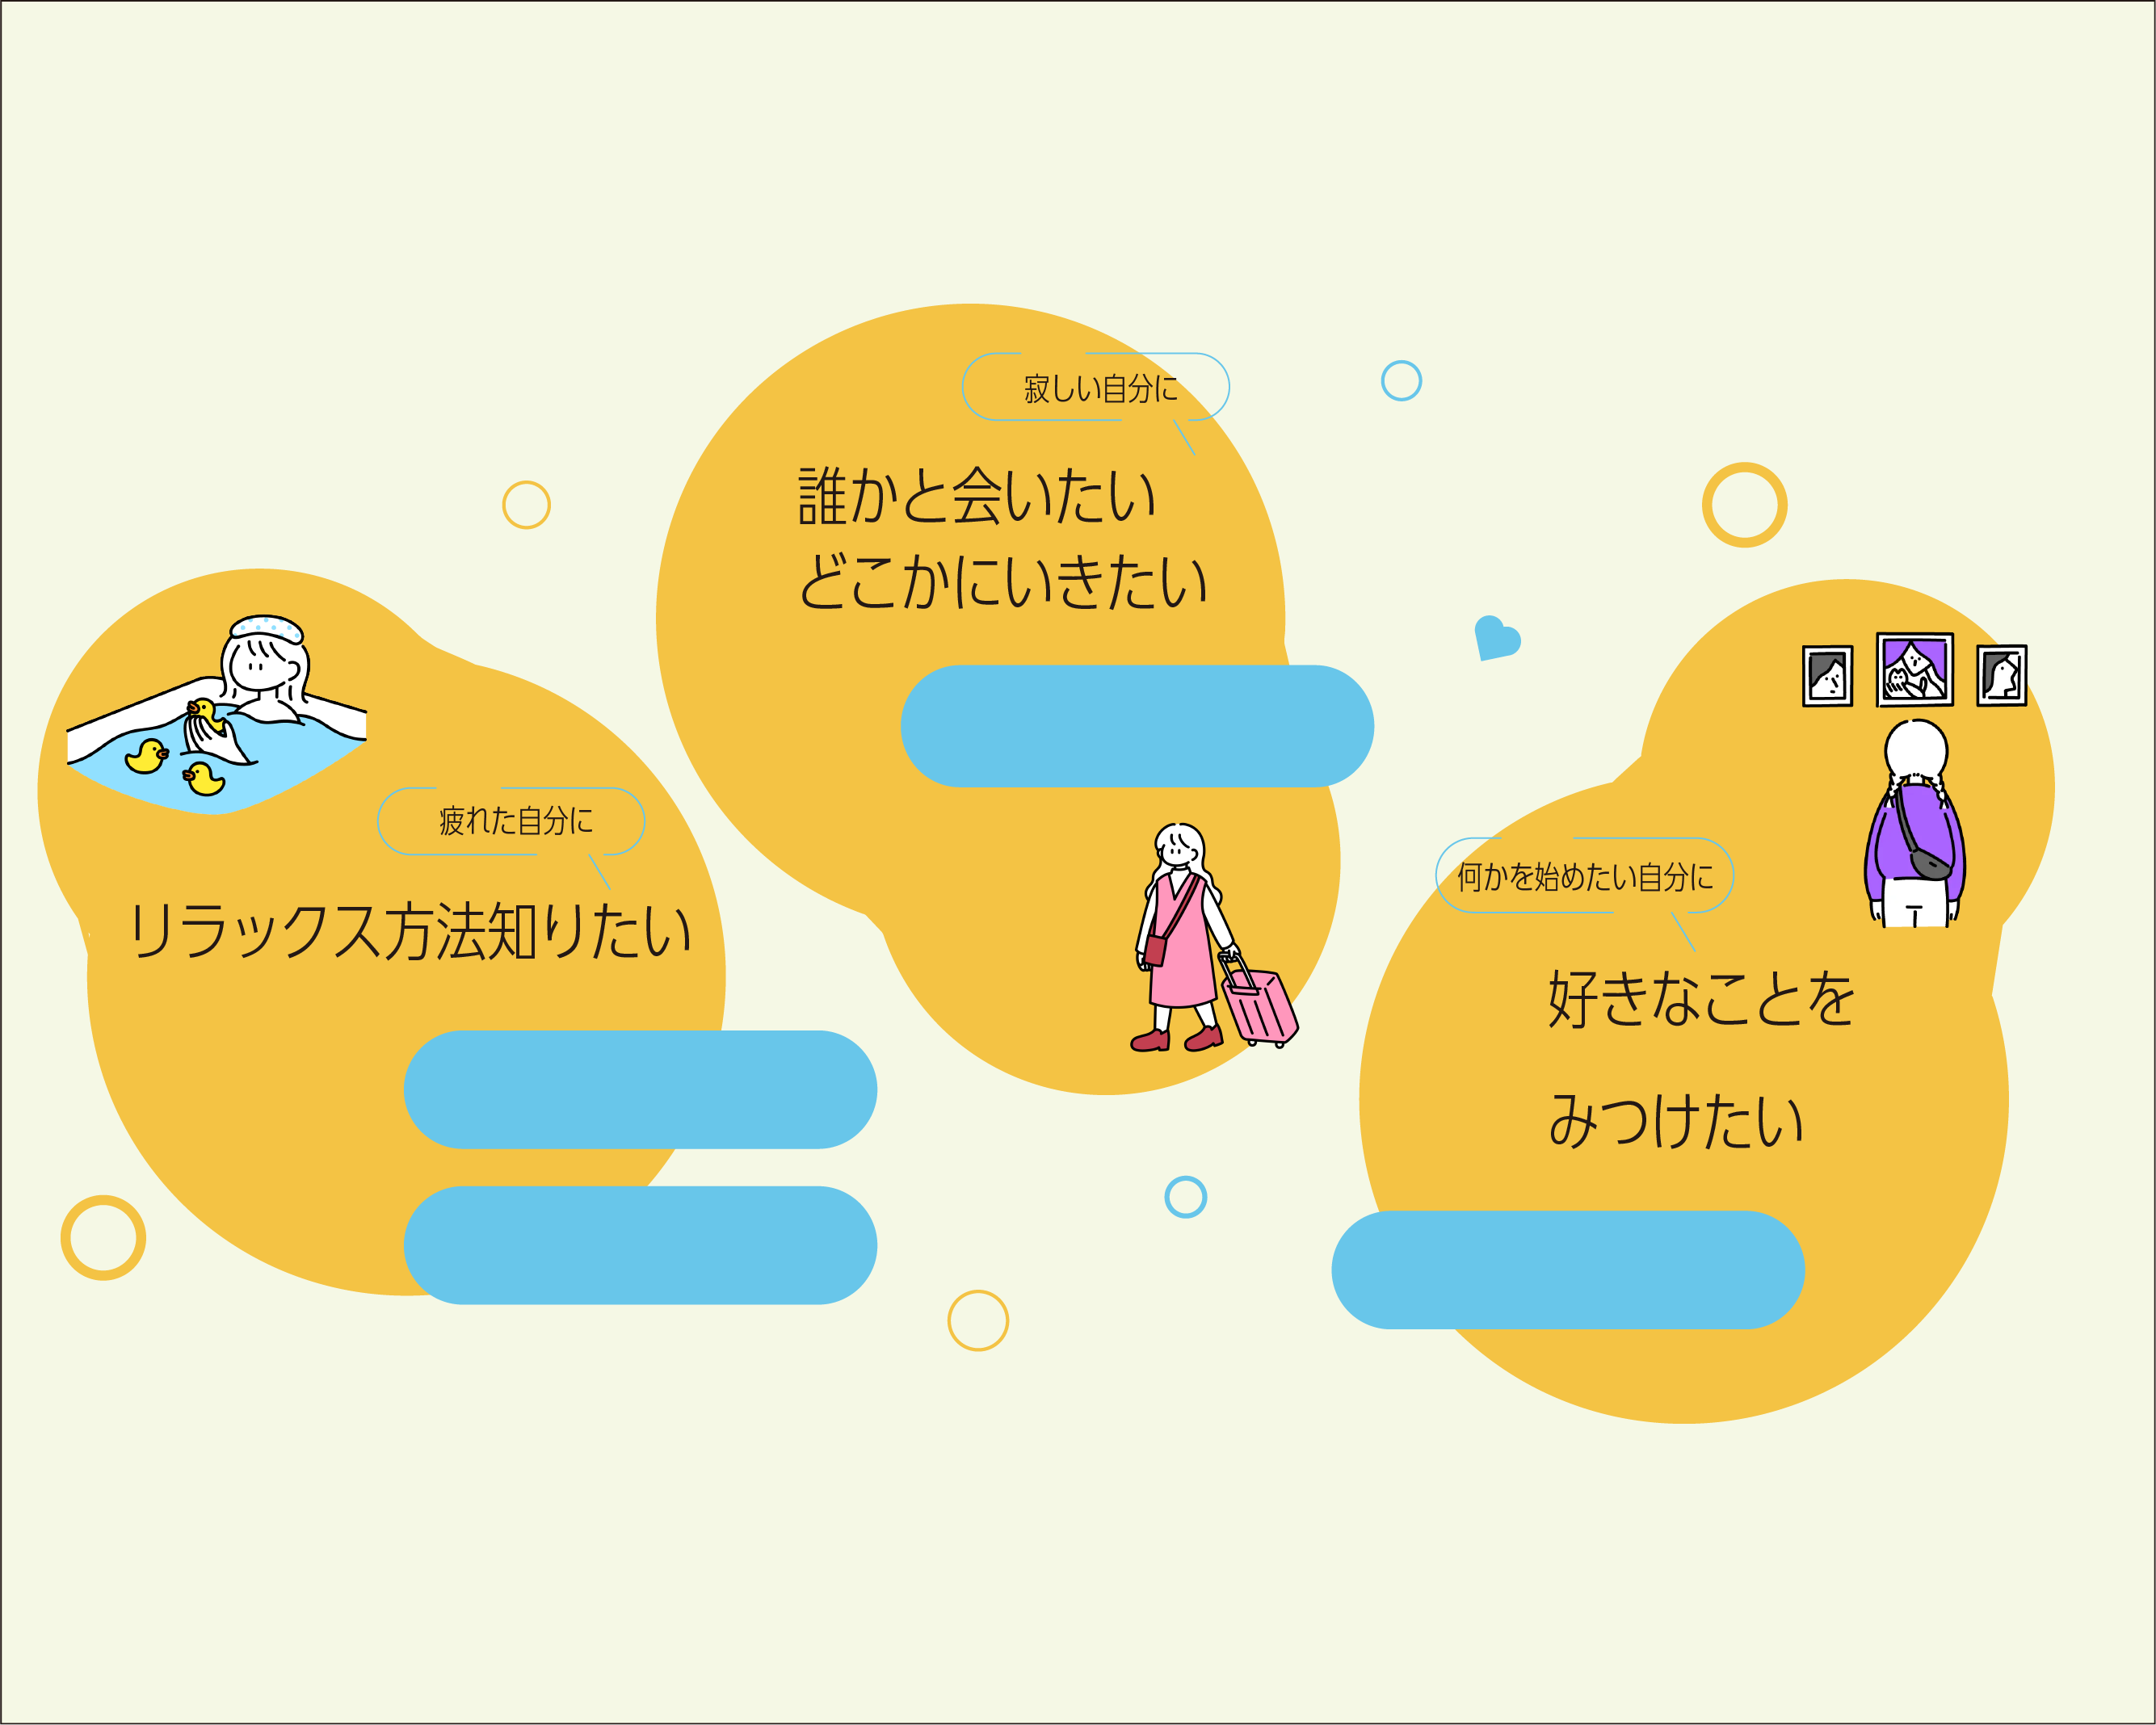 寂しい自分に
誰かと会いたい
どこかにいきたい
疲れた自分に
リラックス方法知りたい
何かを始めたい自分に
好きなことを
みつけたい